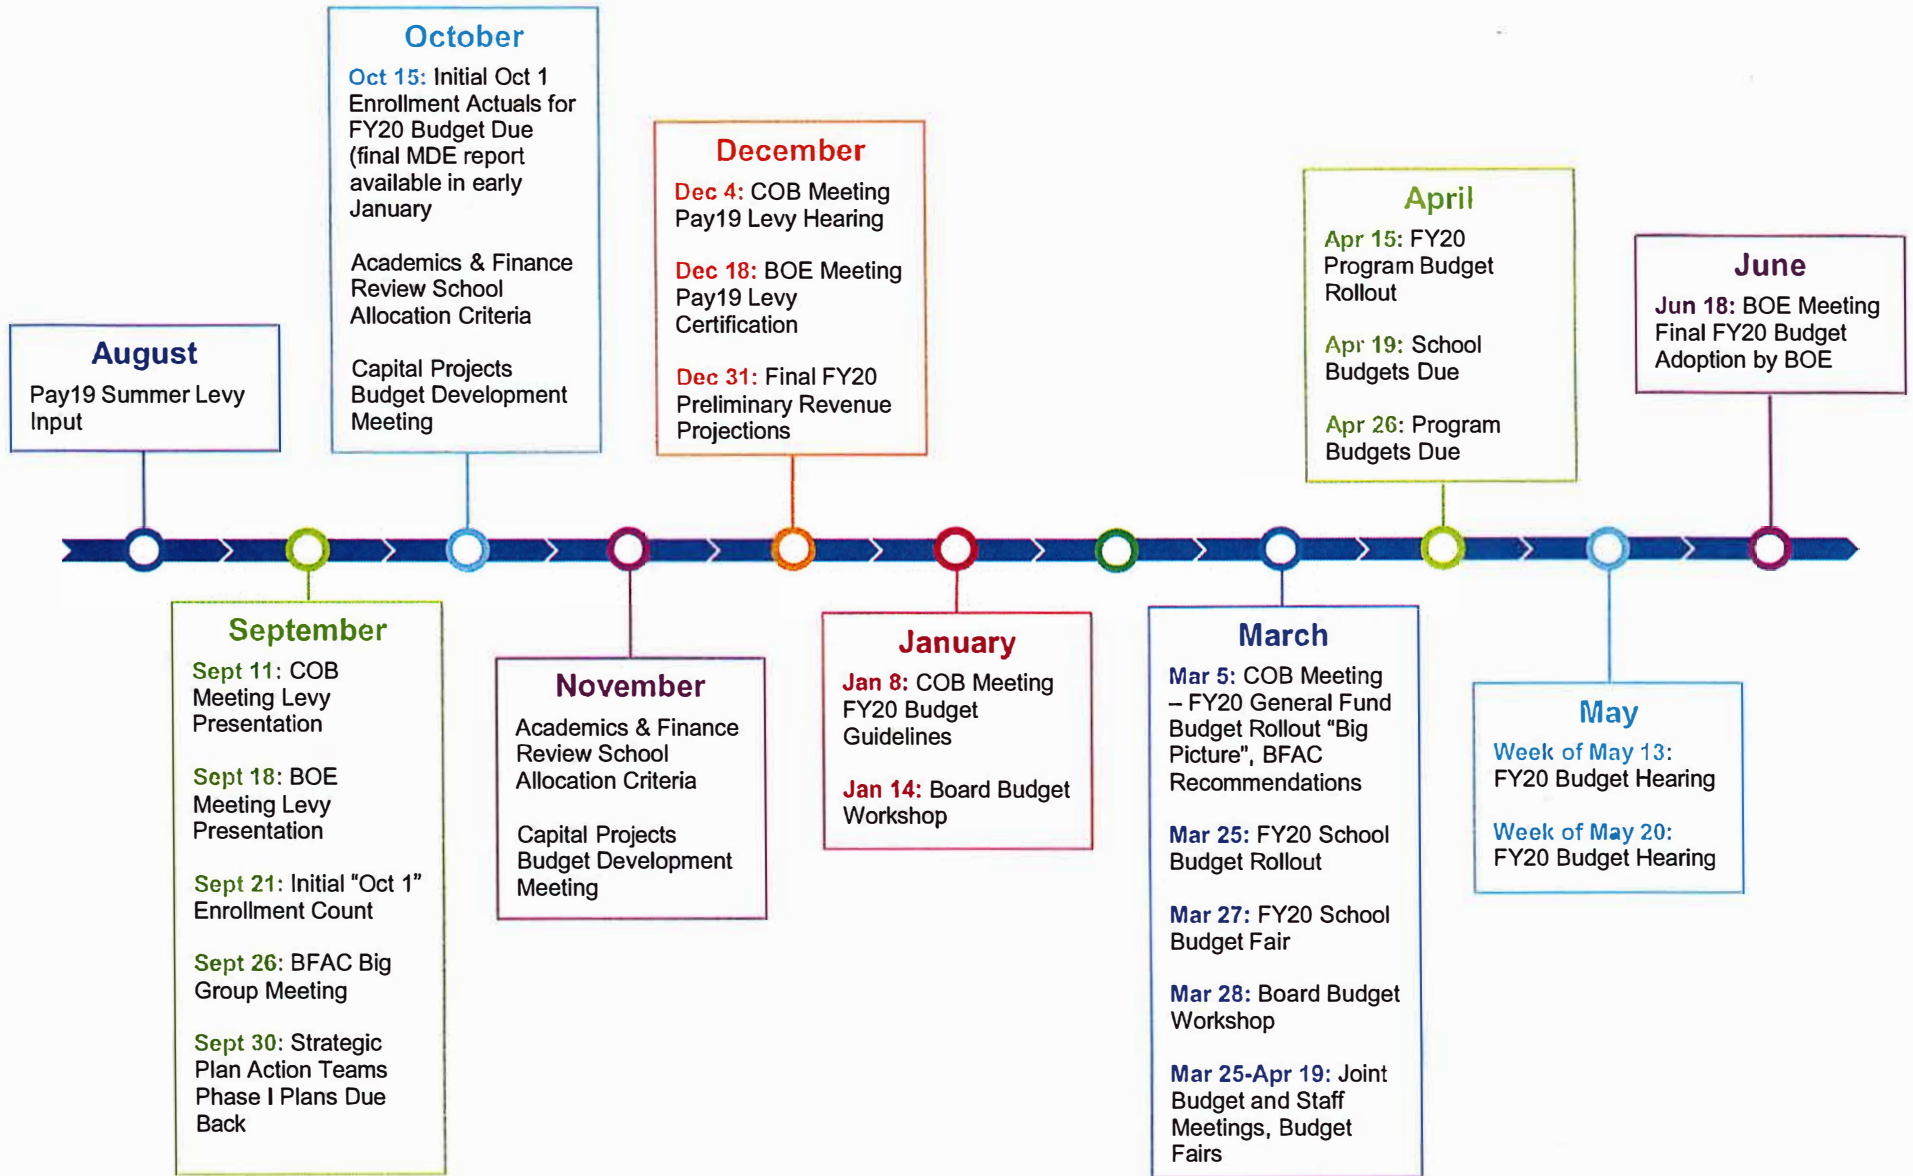 August
Pay19 Summer Levy
Input
September
Sept 11: COB
Meeting Levy
Presentation
Sept 18: BOE
Meeting Levy
Presentation
Sept 21: Initial "Oct 1"
Enrollment Count
Sept 26: BFAC Big
Group Meeting
Sept 30: Strategic
Plan Action Teams
Phase I Plans Due
Back
October
Oct 15: Initial Oct 1
Enrollment Actuals for
FY20 Budget Due
(final MDE report
available in early
January
Academics & Finance
Review School
Allocation Criteria
Capital Projects
Budget Development
Meeting
November
Academics & Finance
Review School
Allocation Criteria
Capital Projects
Budget Development
Meeting
December
Dec 4: COB Meeting
Pay19 Levy Hearing
Dec 18: BOE Meeting
Pay19 Levy
Certification
Dec 31: Final FY20
Preliminary Revenue
Projections
January
Jan 8: COB Meeting
FY20 Budget
Guidelines
Jan 14: Board Budget
Workshop
March
Mar 5: COB Meeting
– FY20 General Fund
Budget Rollout "Big
Picture", BFAC
Recommendations
Mar 25: FY20 School
Budget Rollout
Mar 27: FY20 School
Budget Fair
Mar 28: Board Budget
Workshop
Mar 25-Apr 19: Joint
Budget and Staff
Meetings, Budget
Fairs
April
Apr 15: FY20
Program Budget
Rollout
Apr 19: School
Budgets Due
Apr 26: Program
Budgets Due
May
Week of May 13:
FY20 Budget Hearing
Week of May 20:
FY20 Budget Hearing
June
Jun 18: BOE Meeting
Final FY20 Budget
Adoption by BOE